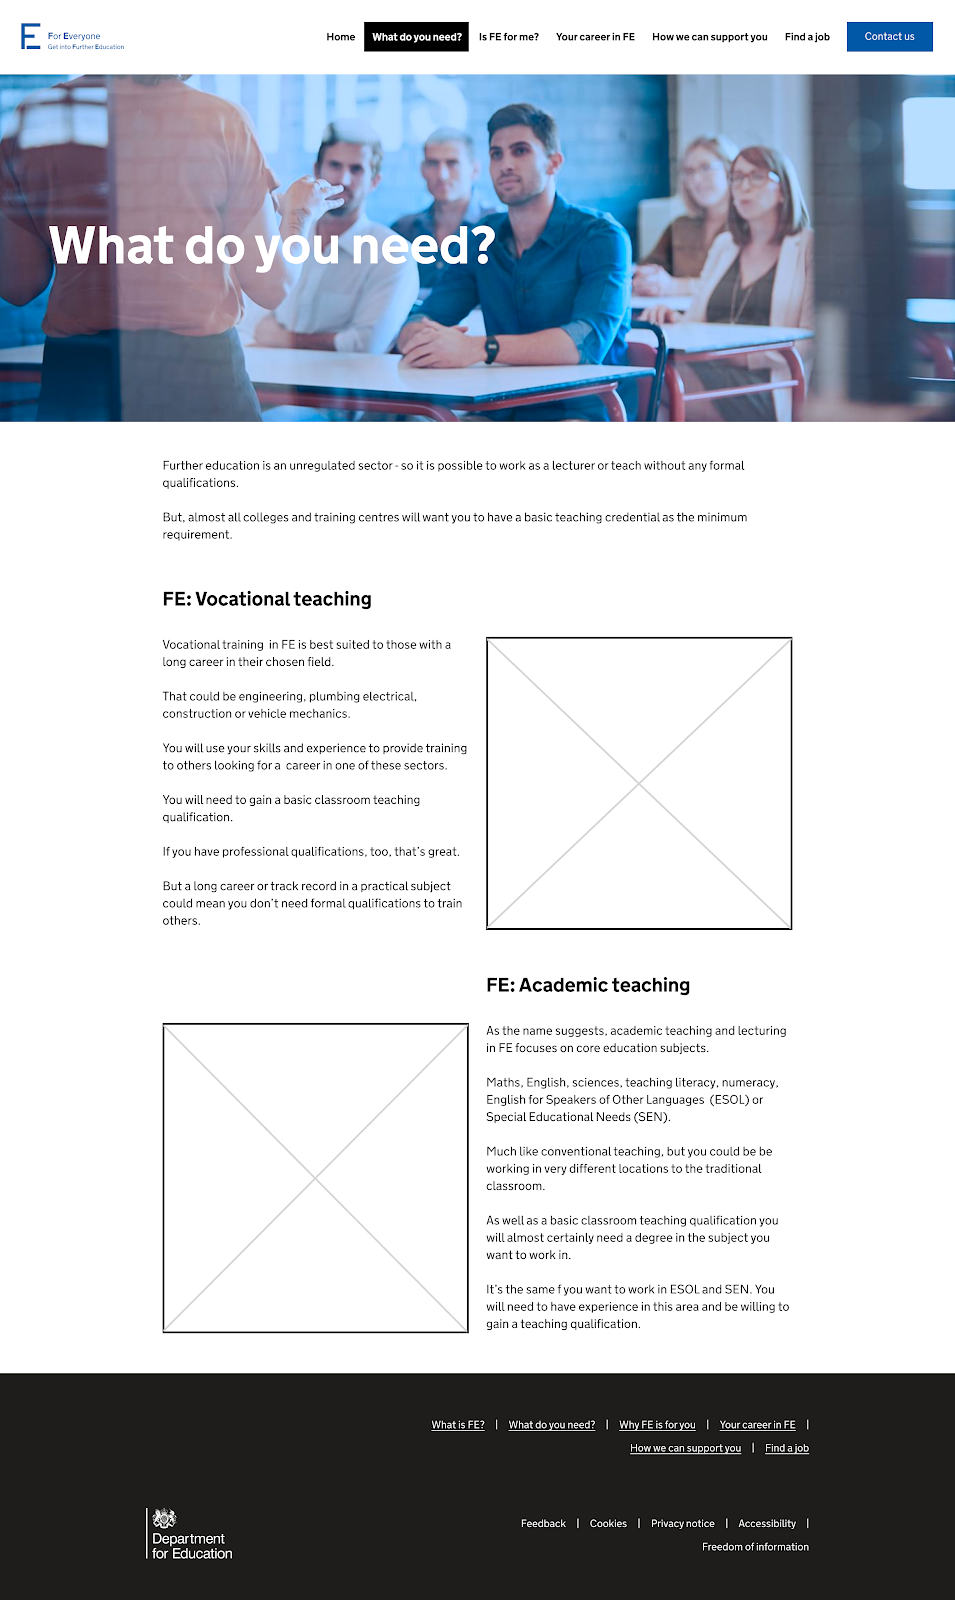 For Everyone
Get into Further Education
Home
What do you need?
Is FE for me?
Your career in FE
How we can support you
Find a job
Contact us
What do you need?
Further education is an unregulated sector - so it is possible to work as a lecturer or teach without any formal
qualifications.
But, almost all colleges and training centres will want you to have a basic teaching credential as the minimum
requirement.
FE: Vocational teaching
Vocational training  in FE is best suited to those with a
long career in their chosen field.
That could be engineering, plumbing electrical,
construction or vehicle mechanics.
You will use your skills and experience to provide training
to others looking for a  career in one of these sectors.
You will need to gain a basic classroom teaching
qualification.
If you have professional qualifications, too, that's great.
But a long career or track record in a practical subject
could mean you don't need formal qualifications to train
others.
FE: Academic teaching
As the name suggests, academic teaching and lecturing
in FE focuses on core education subjects.
Maths, English, sciences, teaching literacy, numeracy,
English for Speakers of Other Languages  (ESOL) or
Special Educational Needs (SEN).
Much like conventional teaching, but you could be be
working in very different locations to the traditional
classroom.
As well as a basic classroom teaching qualification you
will almost certainly need a degree in the subject you
want to work in.
It's the same f you want to work in ESOL and SEN. You
will need to have experience in this area and be willing to
gain a teaching qualification.
What is FE? | What do you need? | Why FE is for you | Your career in FE |
How we can support you | Find a job
Department
for Education
Feedback | Cookies | Privacy notice | Accessibility |
Freedom of information